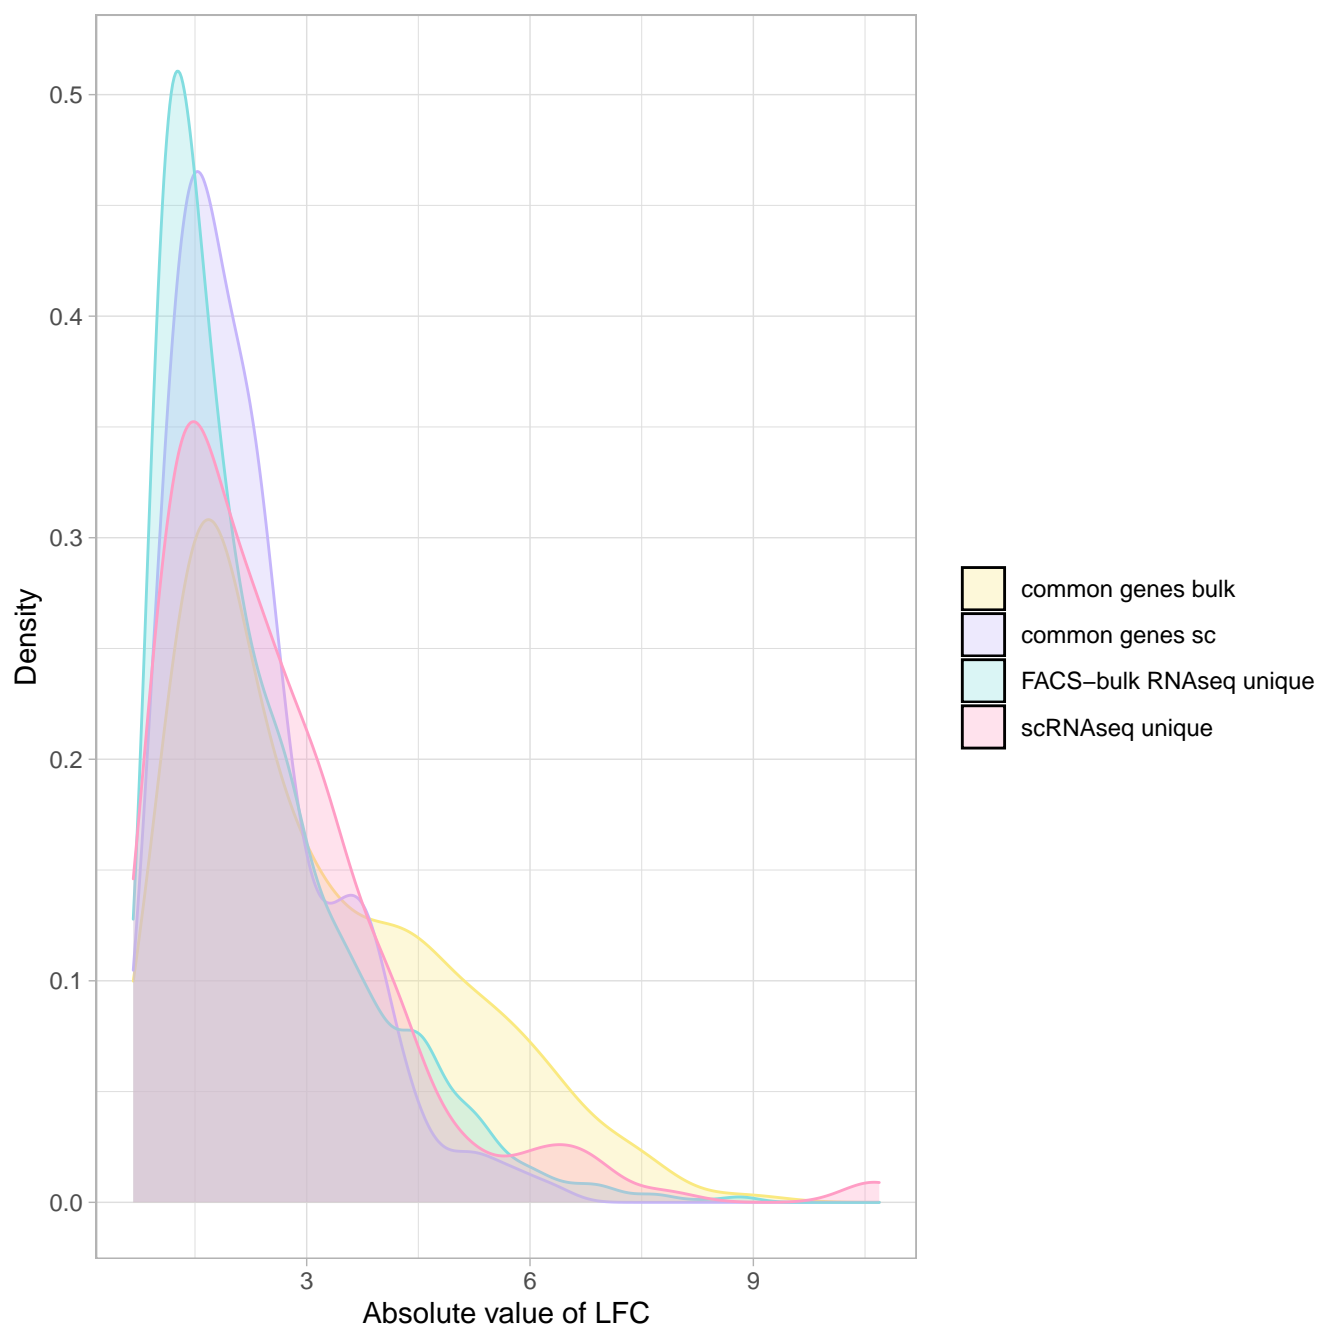 0.5
0.4
0.3
0.2
0.1
0.0
Density
3 6 9
Absolute value of LFC
common genes bulk
common genes sc
FACS−bulk RNAseq unique
scRNAseq unique